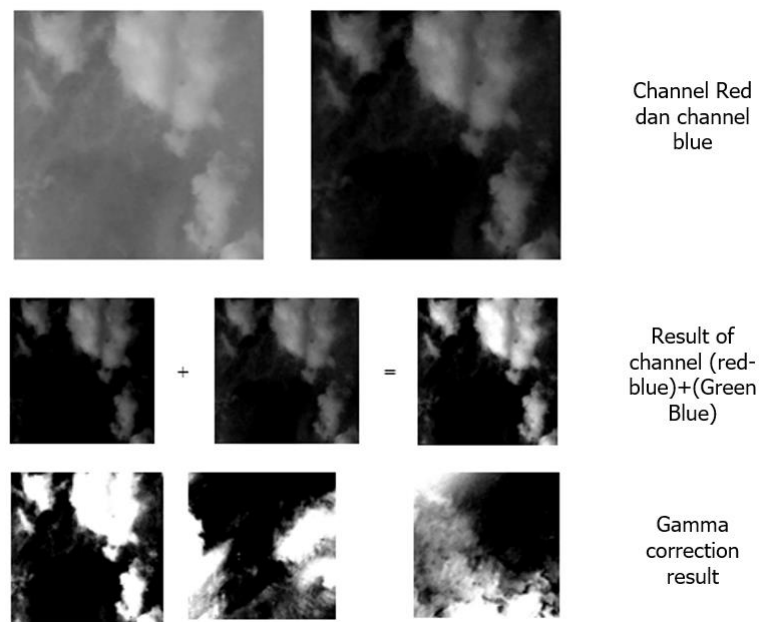 Channel Red
dan channel
blue
+
=
Result of
channel (red-
blue)+(Green
Blue)
Gamma
correction
result